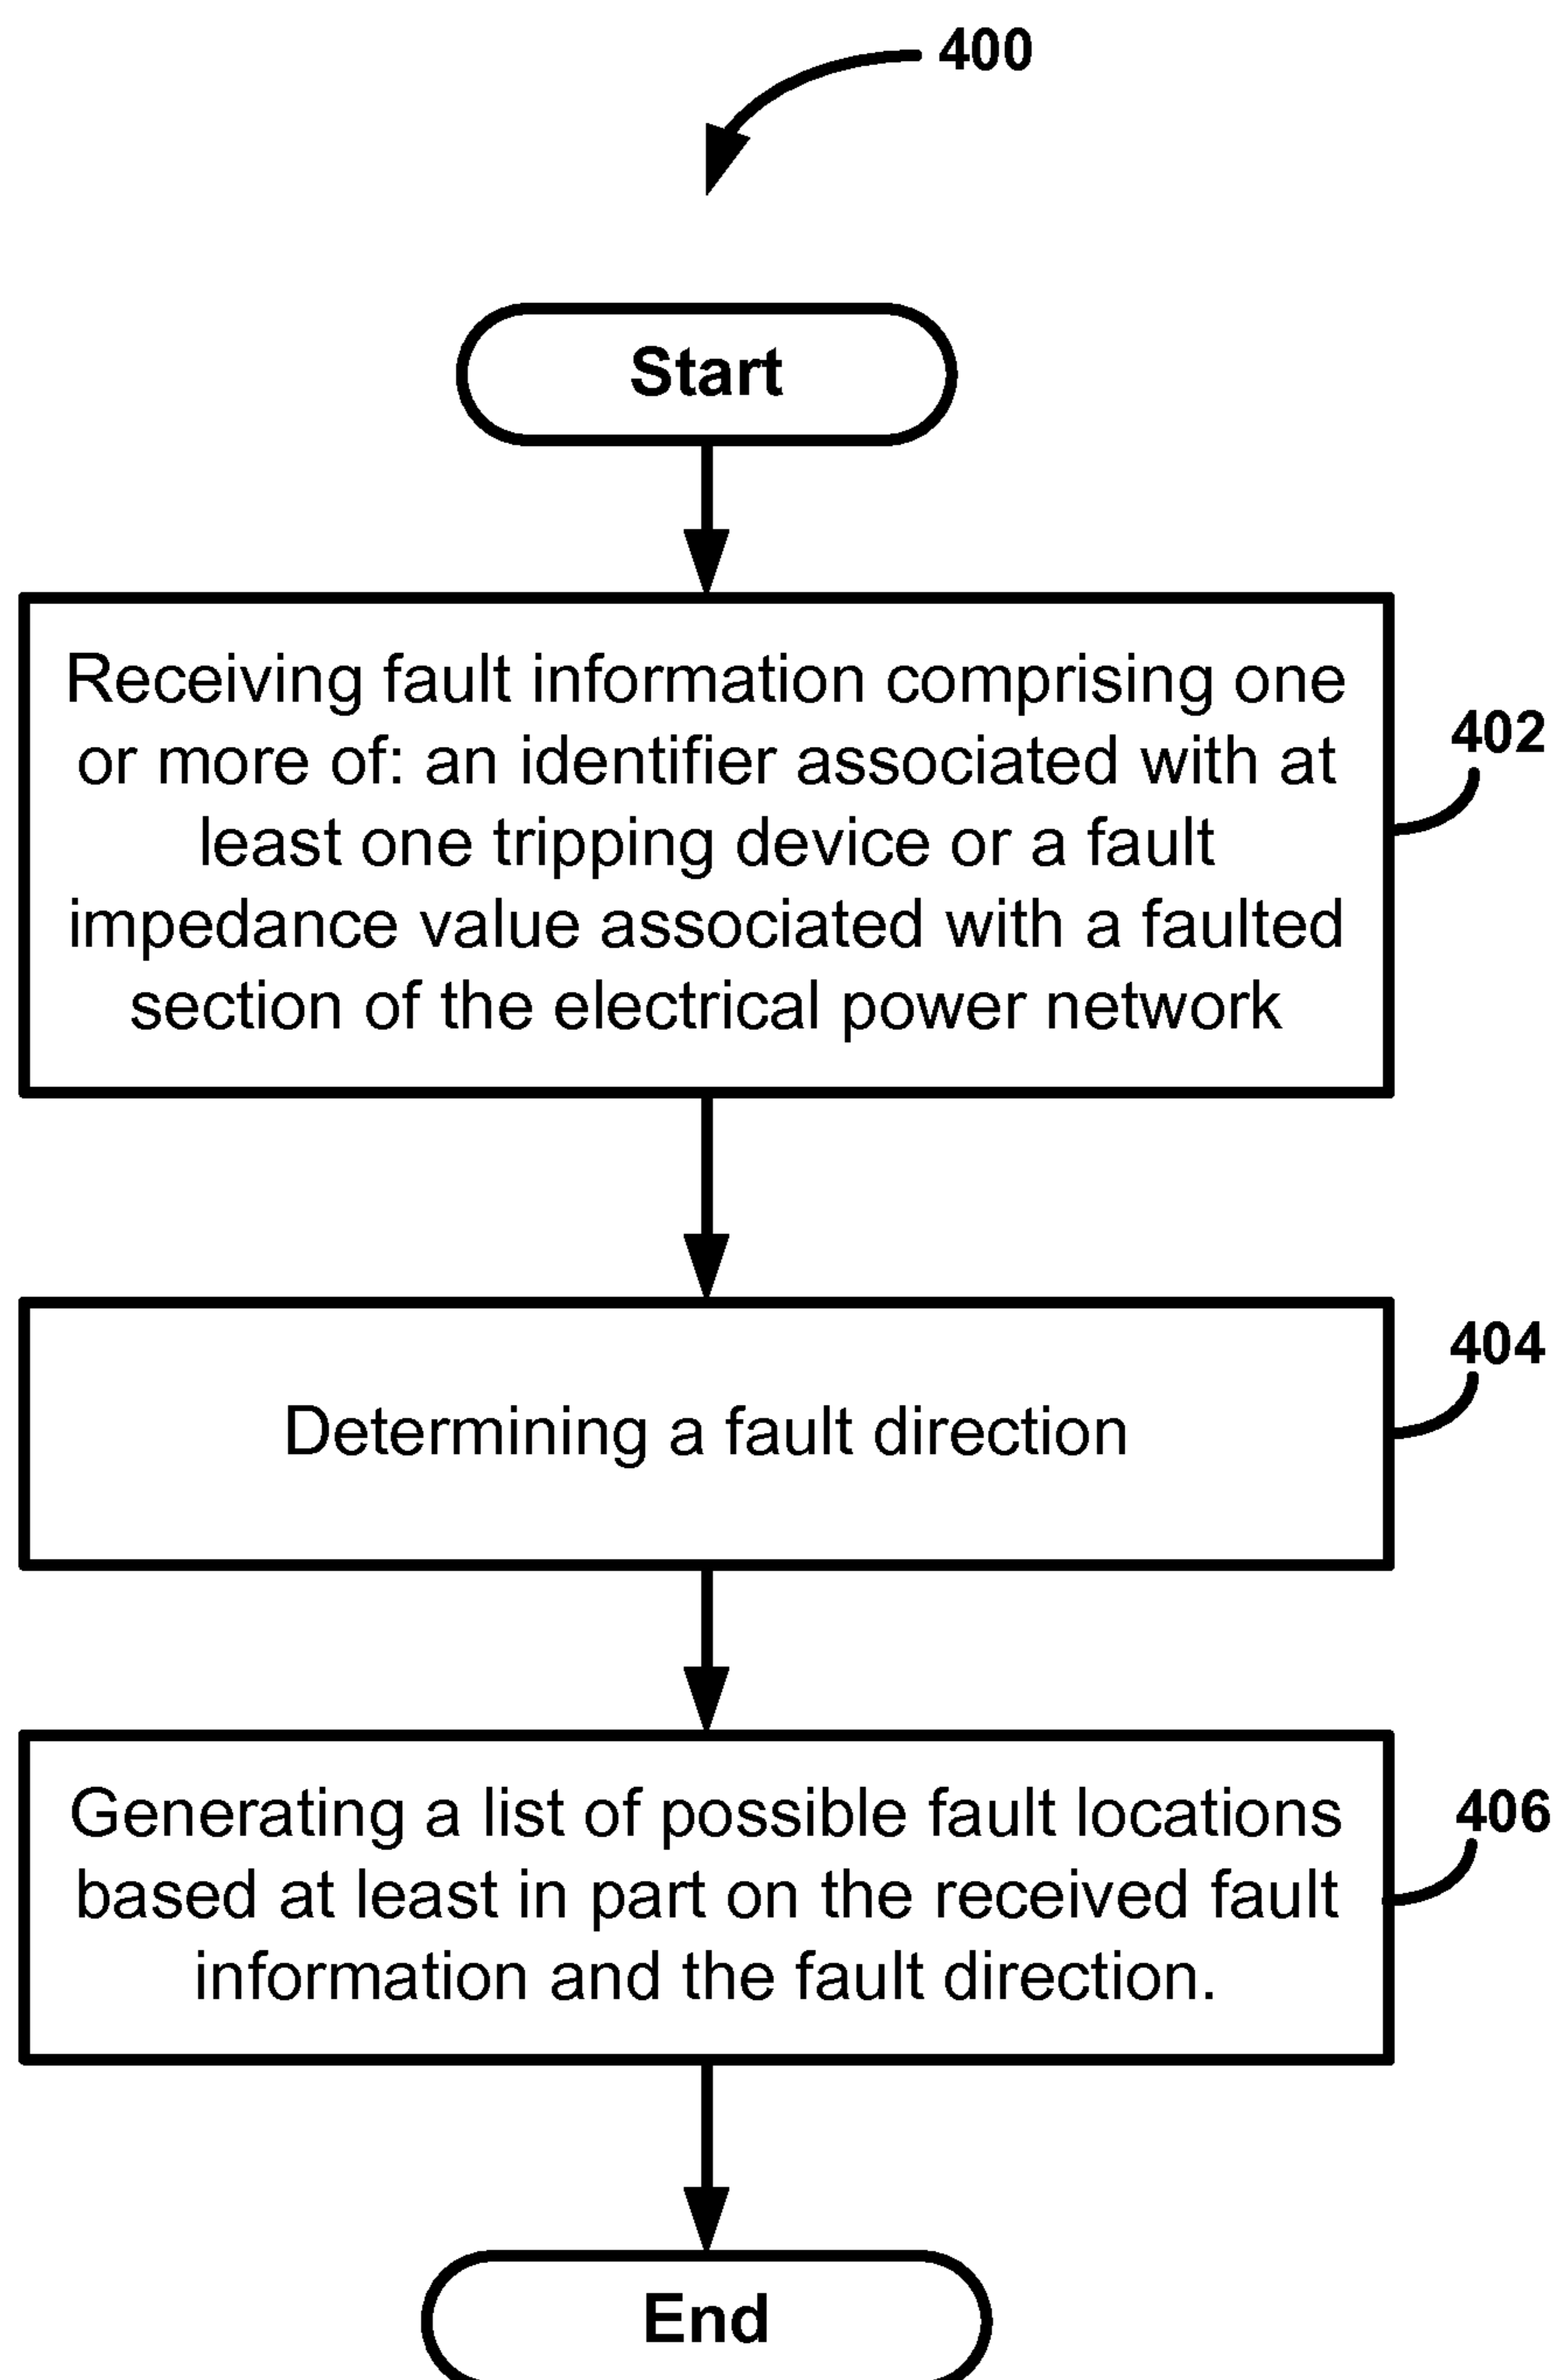 400
Start
Receiving fault information comprising one
or more of: an identifier associated with at
least one tripping device or a fault
impedance value associated with a faulted
section of the electrical power network
402
Determining a fault direction
404
Generating a list of possible fault locations
based at least in part on the received fault
information and the fault direction.
406
End